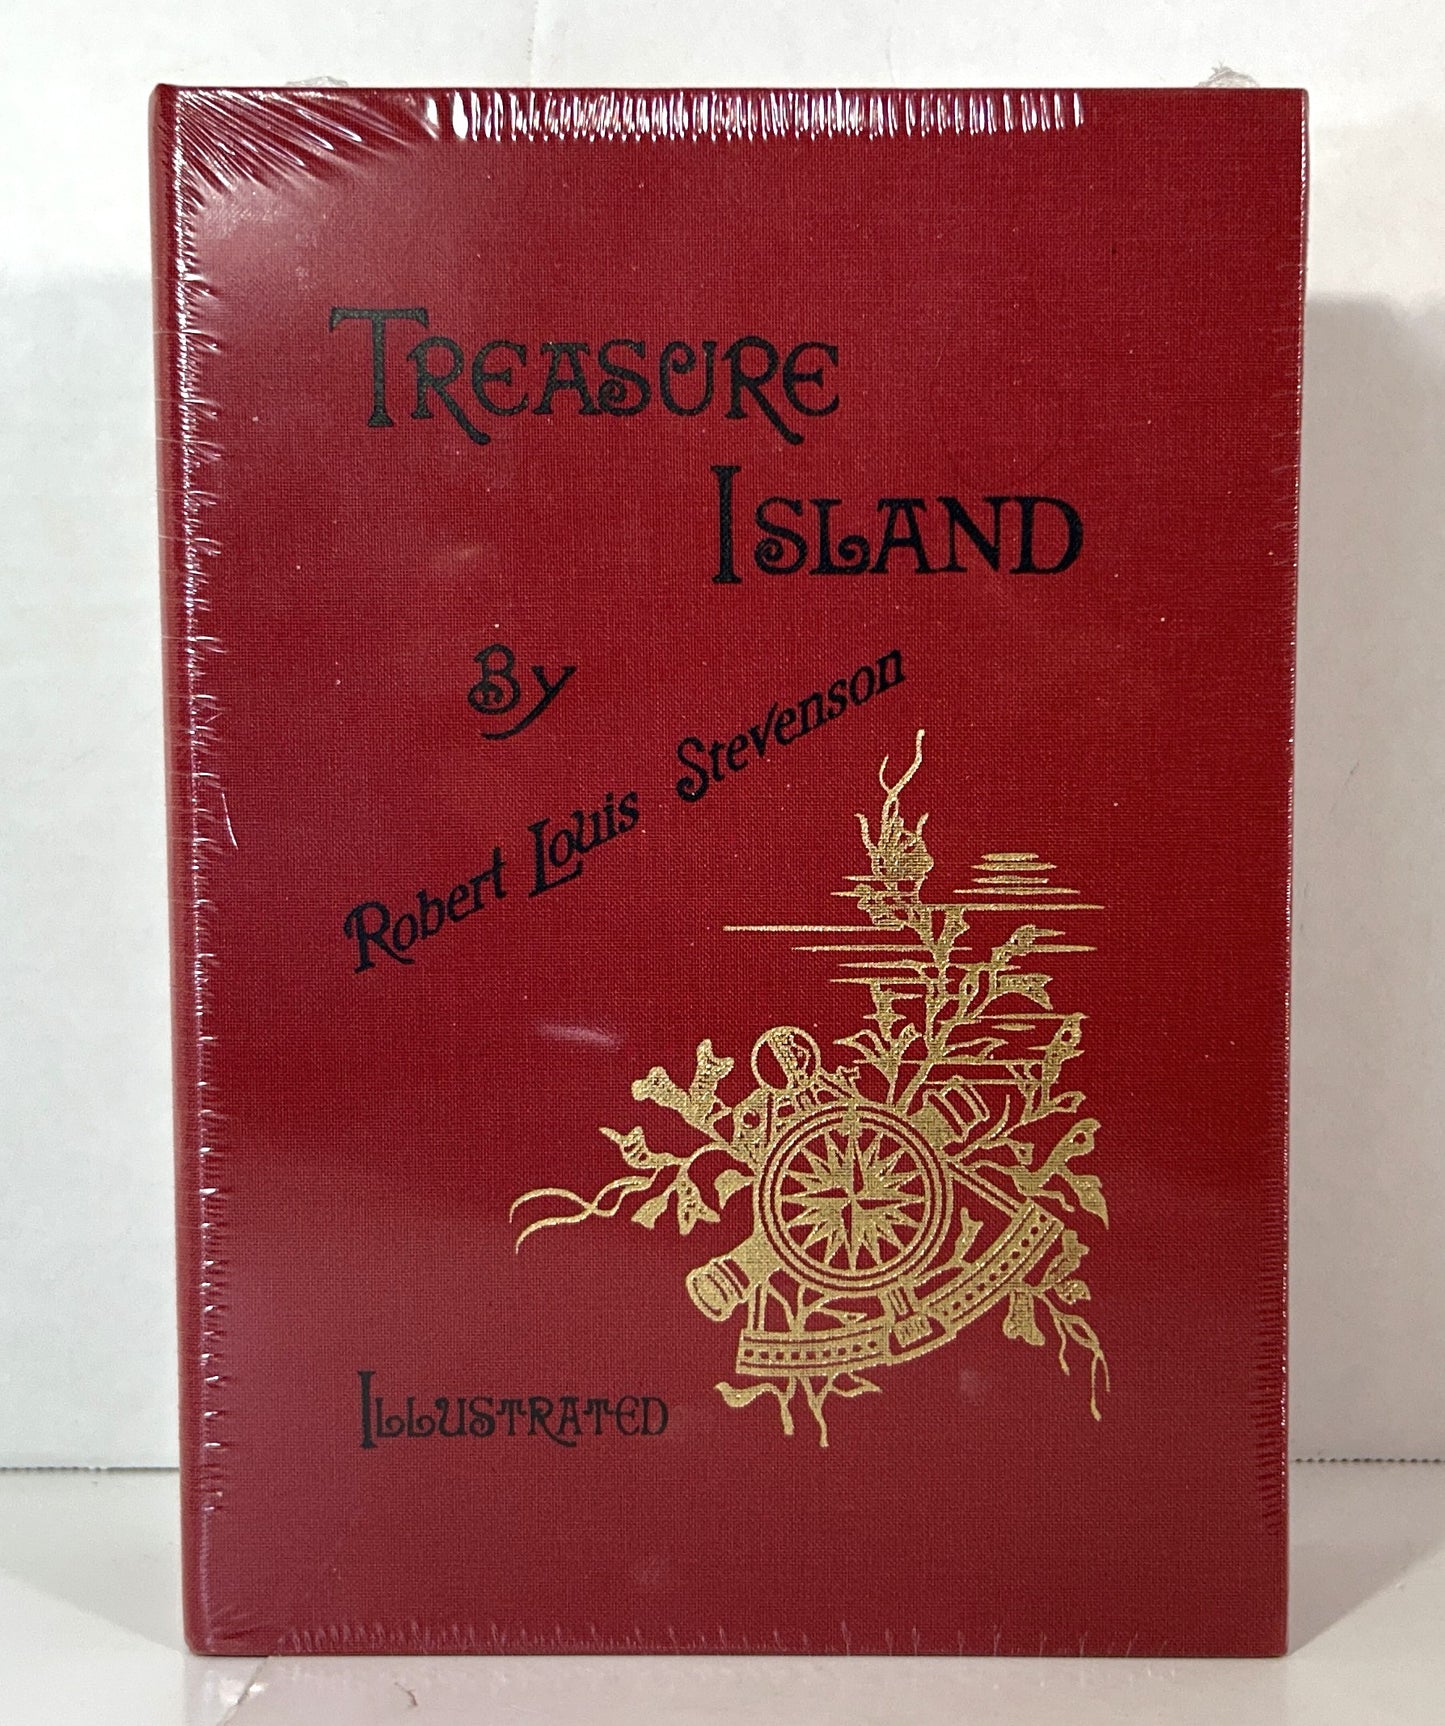 TREASURE
ISLAND
By
Robert Louis Stevenson
ILLUSTRATED